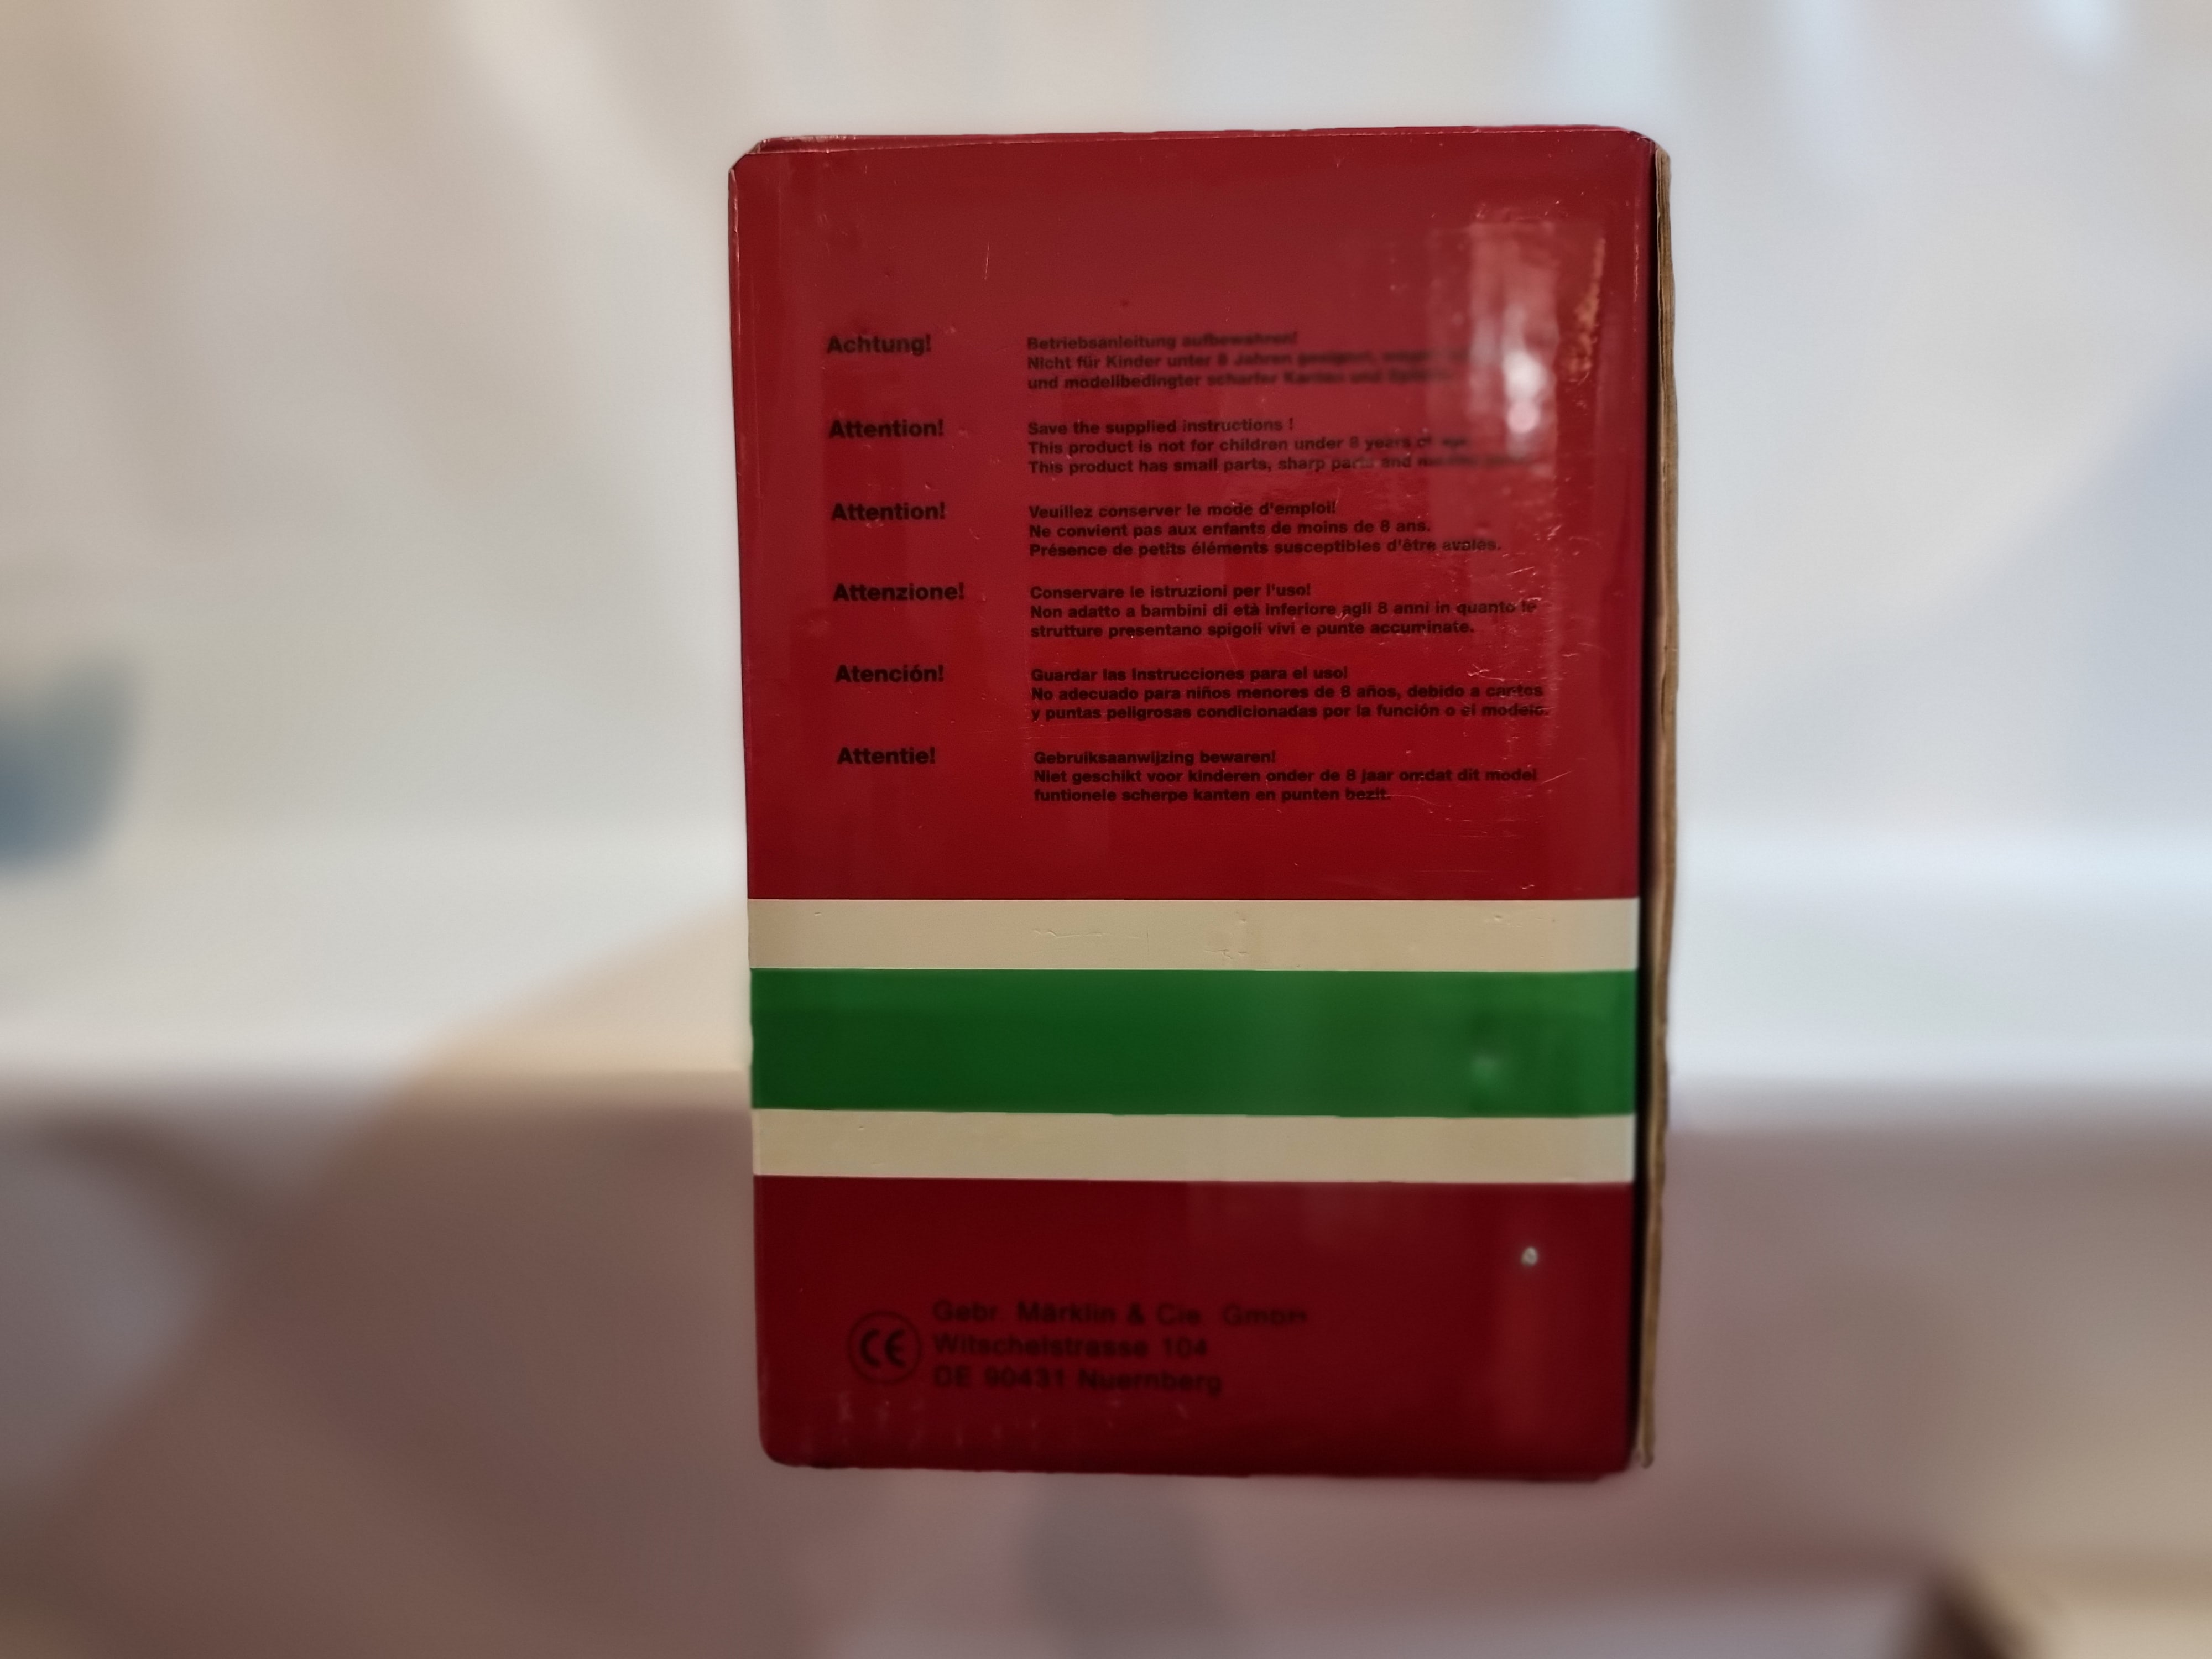 Achtung!
Betriebsanleitung aufbewahren!
Nicht für Kinder unter 8 Jahren geeignet,
und modellbedingter scharfer Kanten und
Attention!
Save the supplied instructions !
This product is not for children under 8 years of age
This product has small parts, sharp parts and
Attention!
Veuillez conserver le mode d'emploi!
Ne convient pas aux enfants de moins de 8 ans.
Présence de petits éléments susceptibles d'être avalés.
Attenzione!
Conservare le istruzioni per l'uso!
Non adatto a bambini di età inferiore agli 8 anni in quanto le
strutture presentano spigoli vivi e punte accuminate.
Atención!
Guardar las instrucciones para el uso!
No adecuado para niños menores de 8 años, debido a cantos
y puntas peligrosas condicionadas por la función o el modelo.
Attentie!
Gebruiksaanwijzing bewaren!
Niet geschikt voor kinderen onder de 8 jaar omdat dit model
funtionele scherpe kanten en punten bezit.
CE
Gebr. Märklin & Cie. GmbH
Witschelstrasse 104
DE 90431 Nuernberg